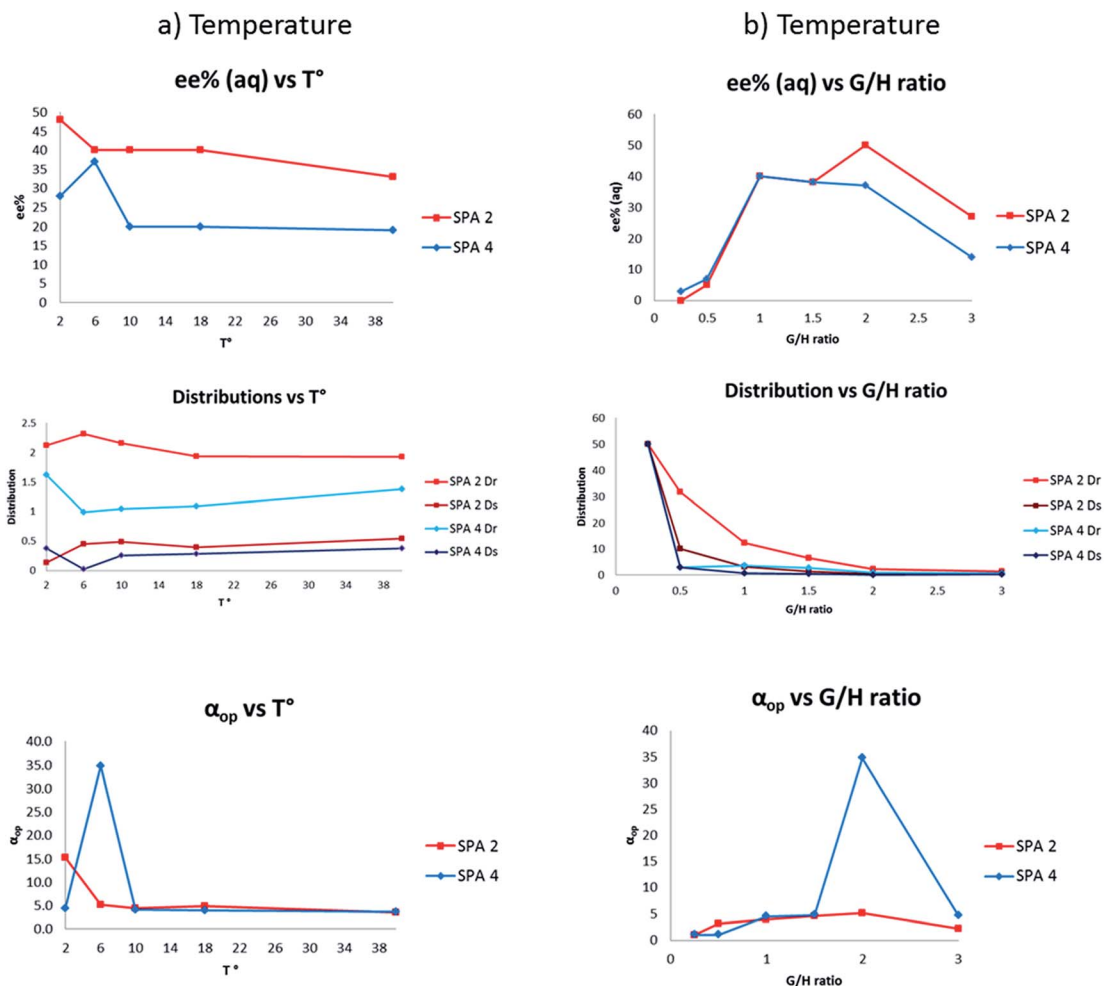 a) Temperature
ee% (aq) vs T°
50
45
40
35
30
25
20
15
10
5
0
ee%
2 6 10 14 18 22 26 30 34 38
T°
SPA 2
SPA 4
Distributions vs T°
2.5
2
1.5
1
0.5
0
Distribution
2 6 10 14 18 22 26 30 34 38
T °
SPA 2 Dr
SPA 2 Ds
SPA 4 Dr
SPA 4 Ds
αop vs T°
40.0
35.0
30.0
25.0
20.0
15.0
10.0
5.0
0.0
αop
2 6 10 14 18 22 26 30 34 38
T °
SPA 2
SPA 4
b) Temperature
ee% (aq) vs G/H ratio
60
50
40
30
20
10
0
ee% (aq)
0 0.5 1 1.5 2 2.5 3
G/H ratio
SPA 2
SPA 4
Distribution vs G/H ratio
60
50
40
30
20
10
0
Distribution
0 0.5 1 1.5 2 2.5 3
G/H ratio
SPA 2 Dr
SPA 2 Ds
SPA 4 Dr
SPA 4 Ds
αop vs G/H ratio
40
35
30
25
20
15
10
5
0
αop
0 1 2 3
G/H ratio
SPA 2
SPA 4